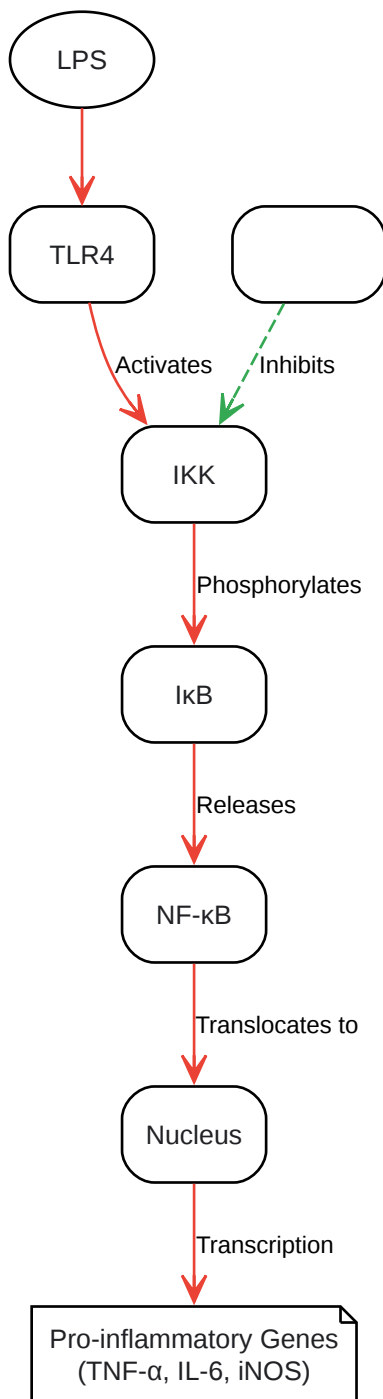 LPS
TLR4
Activates
Inhibits
IKK
Phosphorylates
IκB
Releases
NF-κB
Translocates to
Nucleus
Transcription
Pro-inflammatory Genes
(TNF-α, IL-6, iNOS)